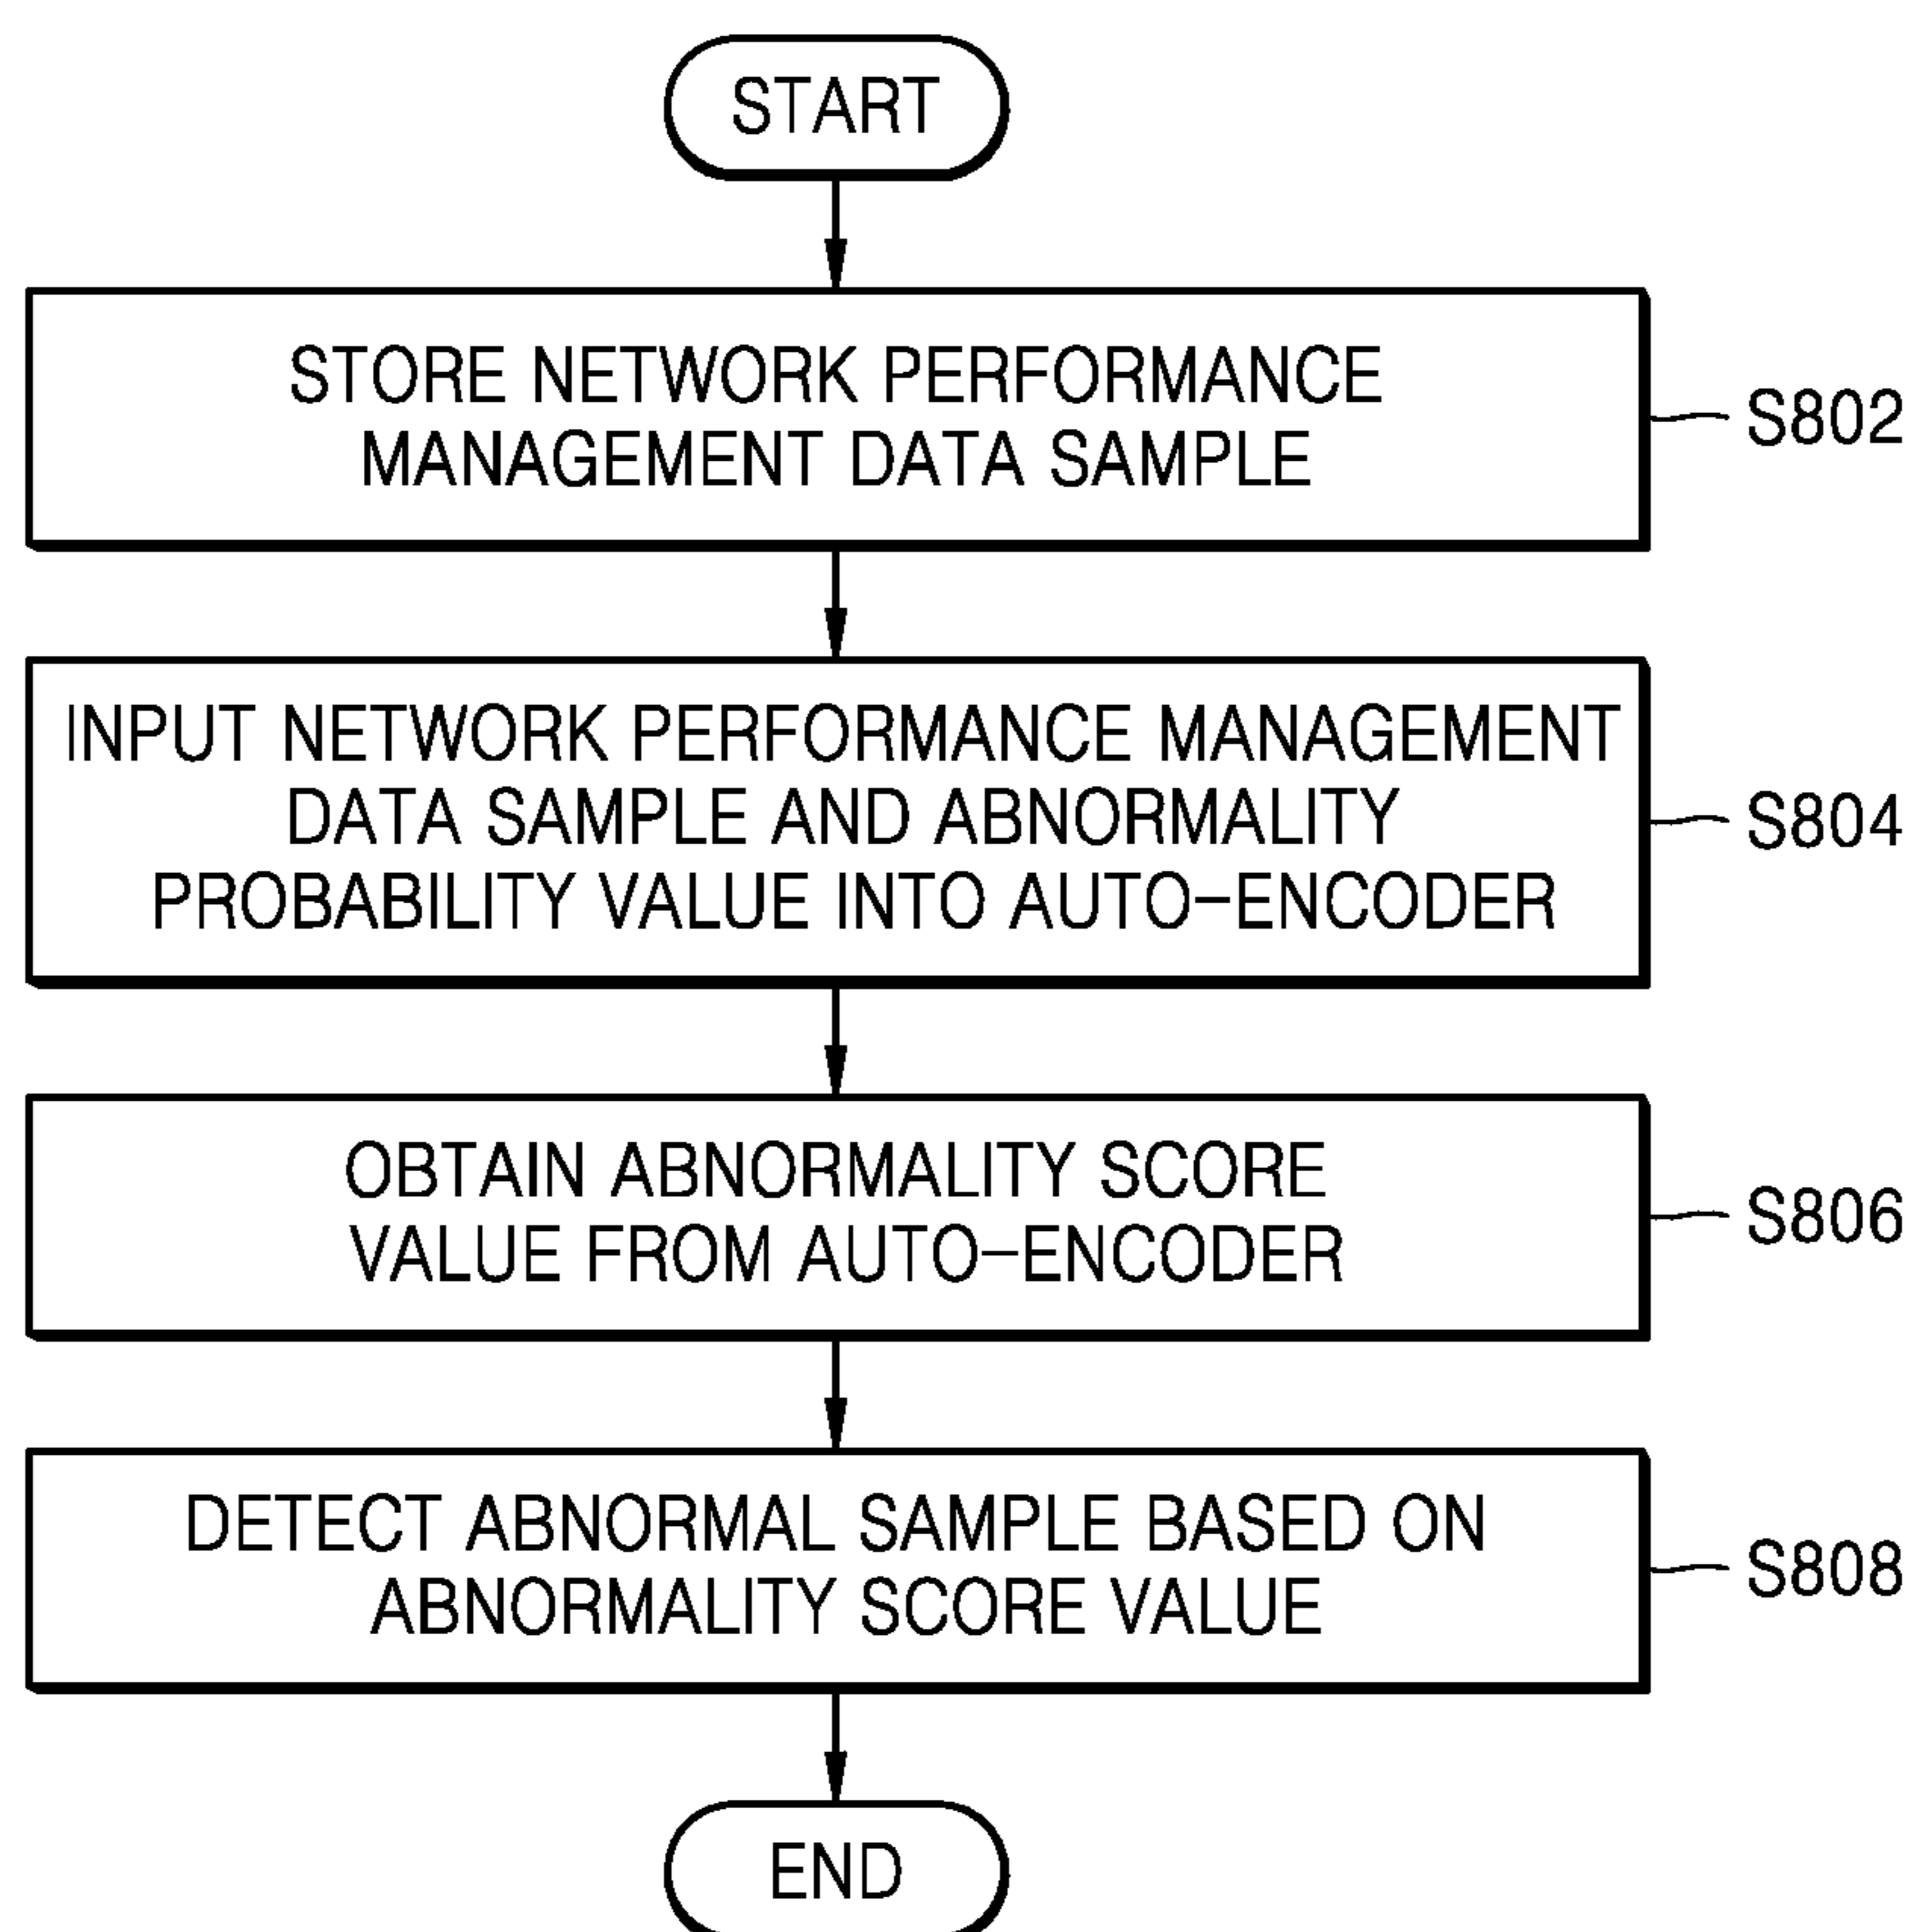 START
STORE NETWORK PERFORMANCE
MANAGEMENT DATA SAMPLE
S802
INPUT NETWORK PERFORMANCE MANAGEMENT
DATA SAMPLE AND ABNORMALITY
PROBABILITY VALUE INTO AUTO-ENCODER
S804
OBTAIN ABNORMALITY SCORE
VALUE FROM AUTO-ENCODER
S806
DETECT ABNORMAL SAMPLE BASED ON
ABNORMALITY SCORE VALUE
S808
END